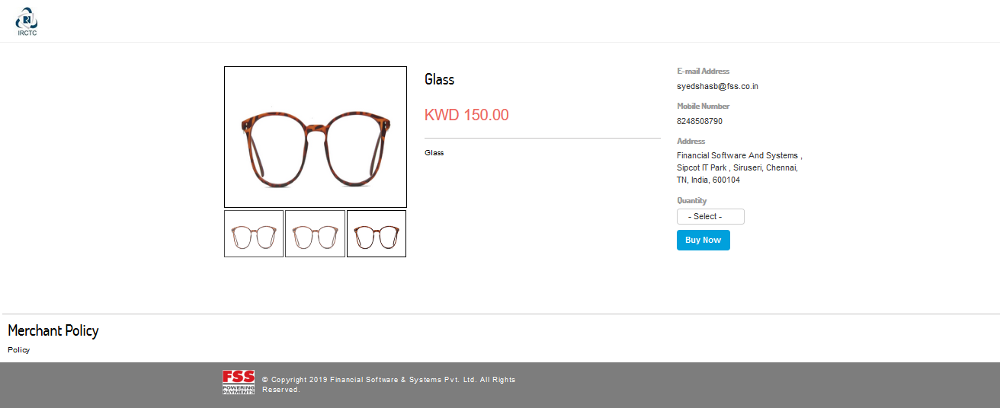 IRCTC
Glass
KWD 150.00
Glass
E-mail Address
syedshasb@fss.co.in
Mobile Number
8248508790
Address
Financial Software And Systems ,
Sipcot IT Park , Siruseri, Chennai,
TN, India, 600104
Quantity
- Select -
Buy Now
Merchant Policy
Policy
FSS
POWERING
PAYMENTS
© Copyright 2019 Financial Software & Systems Pvt. Ltd. All Rights
Reserved.